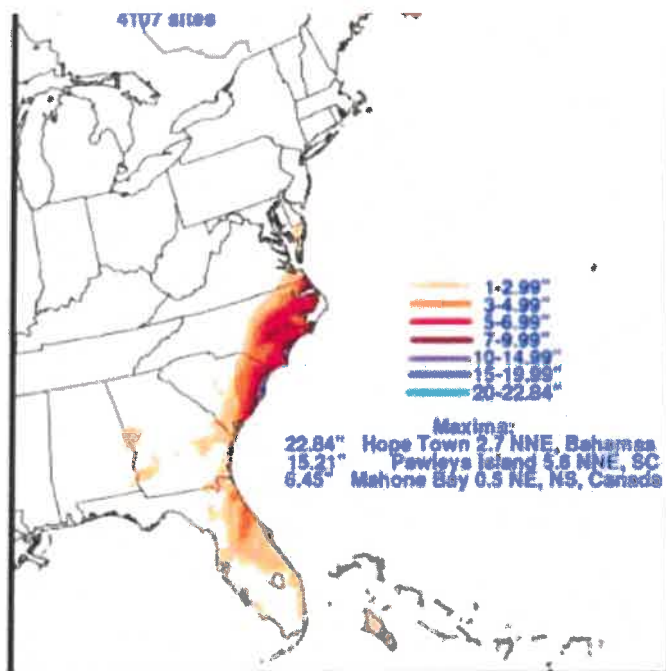 4107 sites
1-2.99"
3-4.99"
5-6.99"
7-9.99"
10-14.99"
15-19.99"
20-22.84"
Maxima:
22.84" Hope Town 2.7 NNE, Bahamas
15.21" Pawleys Island 5.8 NNE, SC
6.45" Mahone Bay 0.5 NE, NS, Canada